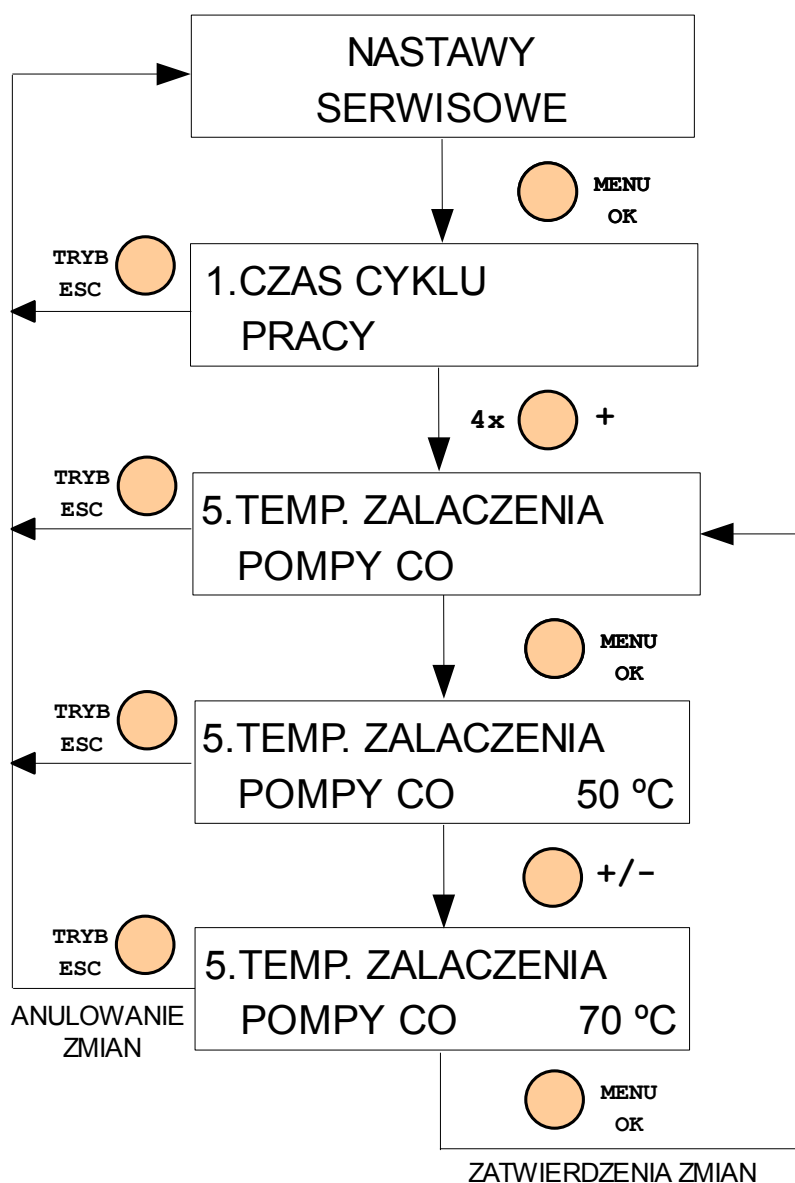 NASTAWY
SERWISOWE
MENU
OK
TRYB
ESC
1.CZAS CYKLU
PRACY
4x +
TRYB
ESC
5.TEMP. ZALACZENIA
POMPY CO
MENU
OK
TRYB
ESC
5.TEMP. ZALACZENIA
POMPY CO 50 ºC
+/-
TRYB
ESC
5.TEMP. ZALACZENIA
POMPY CO 70 ºC
ANULOWANIE
ZMIAN
MENU
OK
ZATWIERDZENIA ZMIAN